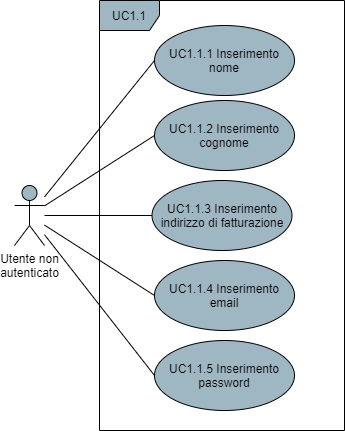 UC1.1
UC1.1.1 Inserimento
nome
UC1.1.2 Inserimento
cognome
UC1.1.3 Inserimento
indirizzo di fatturazione
Utente non
autenticato
UC1.1.4 Inserimento
email
UC1.1.5 Inserimento
password